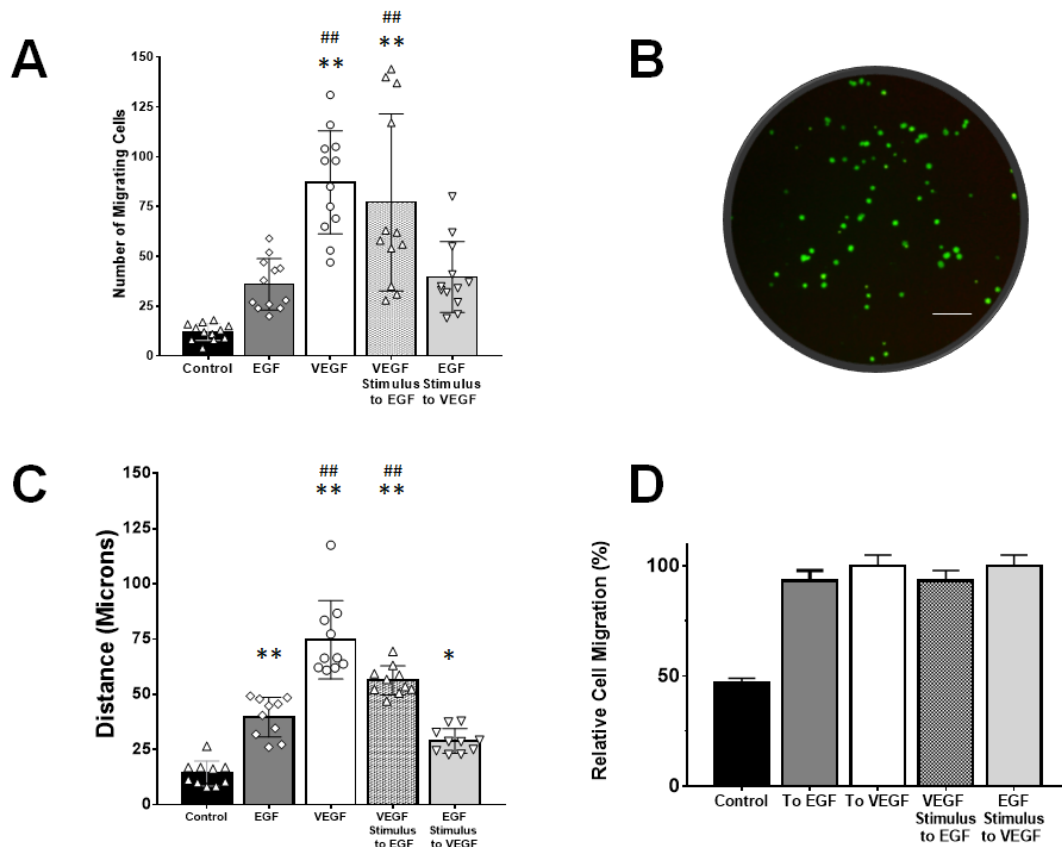 A
##
**
##
**
150
125
100
75
50
25
0
Number of Migrating Cells
Control
EGF
VEGF
VEGF
Stimulus
to EGF
EGF
Stimulus
to VEGF
B
C
##
**
##
**
**
*
150
125
75
50
25
0
Distance (Microns)
Control
EGF
VEGF
VEGF
Stimulus
to EGF
EGF
Stimulus
to VEGF
D
100
50
0
Relative Cell Migration (%)
Control
To EGF
To VEGF
VEGF
Stimulus
to EGF
EGF
Stimulus
to VEGF